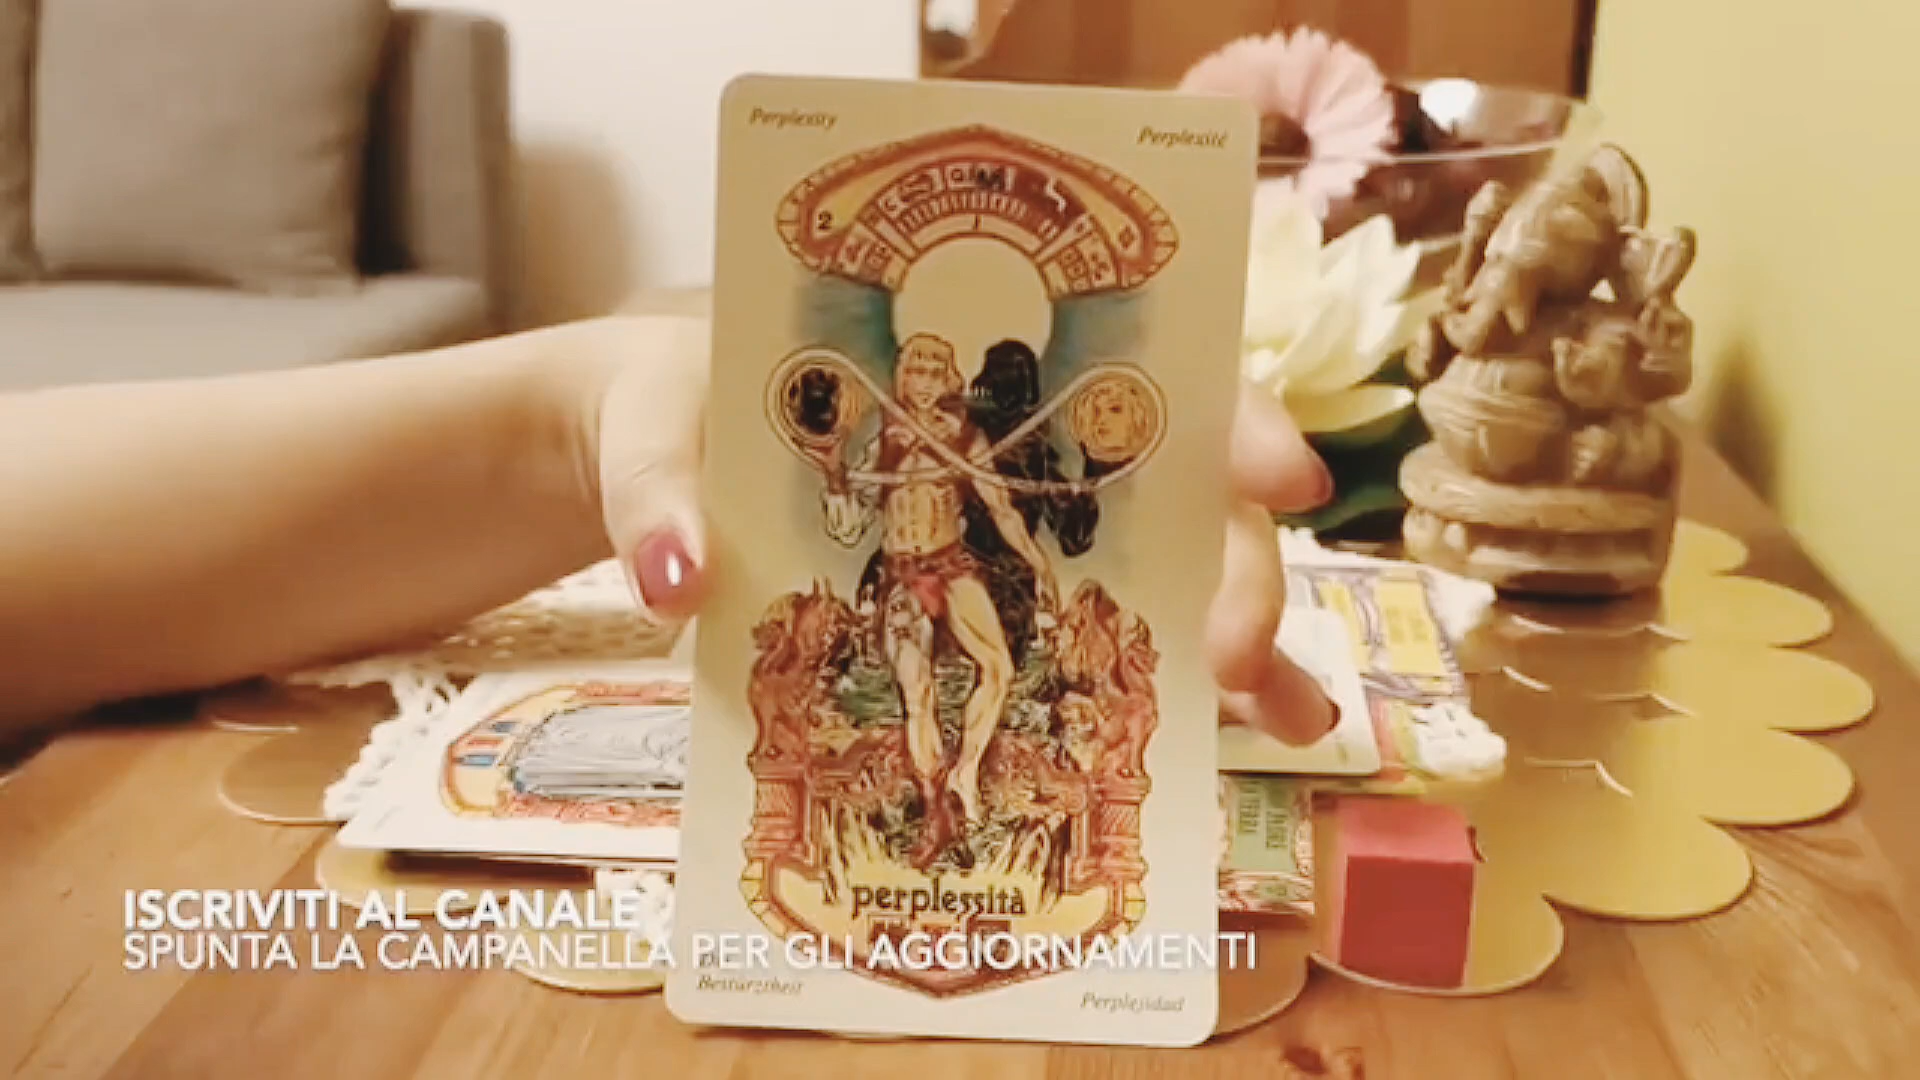 Perplexity
Perplexité
2
perplessità
ISCRIVITI AL CANALE
SPUNTA LA CAMPANELLA PER GLI AGGIORNAMENTI
Bestürztheit
Perplejidad